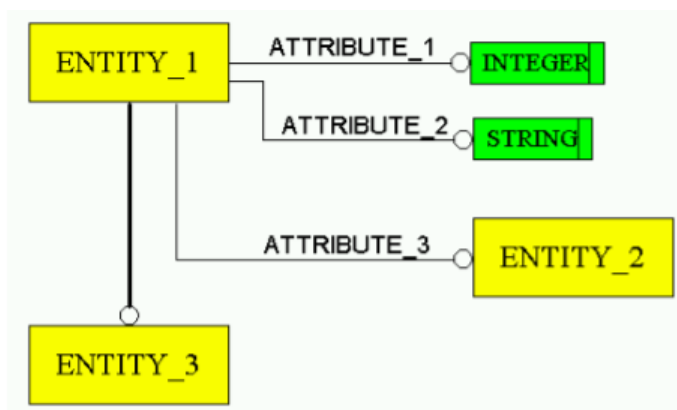 ENTITY_1
ATTRIBUTE_1
INTEGER
ATTRIBUTE_2
STRING
ATTRIBUTE_3
ENTITY_2
ENTITY_3